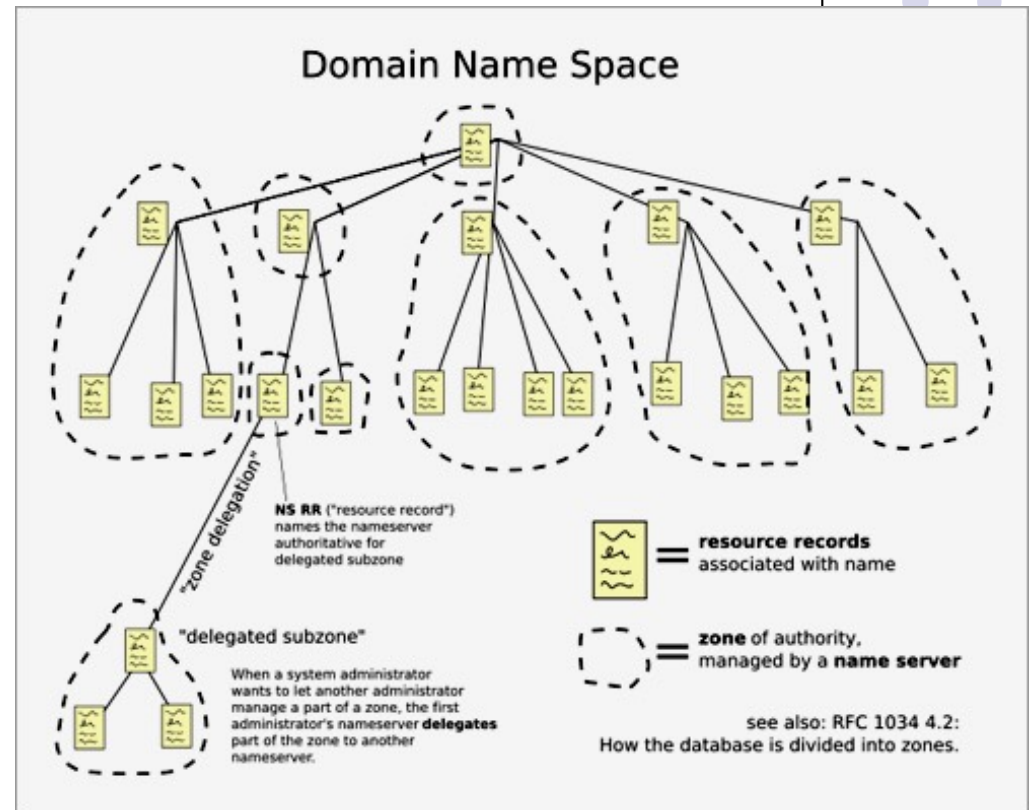 Domain Name Space
"zone delegation"
NS RR ("resource record")
names the nameserver
authoritative for
delegated subzone
resource records
associated with name
"delegated subzone"
When a system administrator
wants to let another administrator
manage a part of a zone, the first
administrator's nameserver delegates
part of the zone to another
nameserver.
zone of authority,
managed by a name server
see also: RFC 1034 4.2:
How the database is divided into zones.